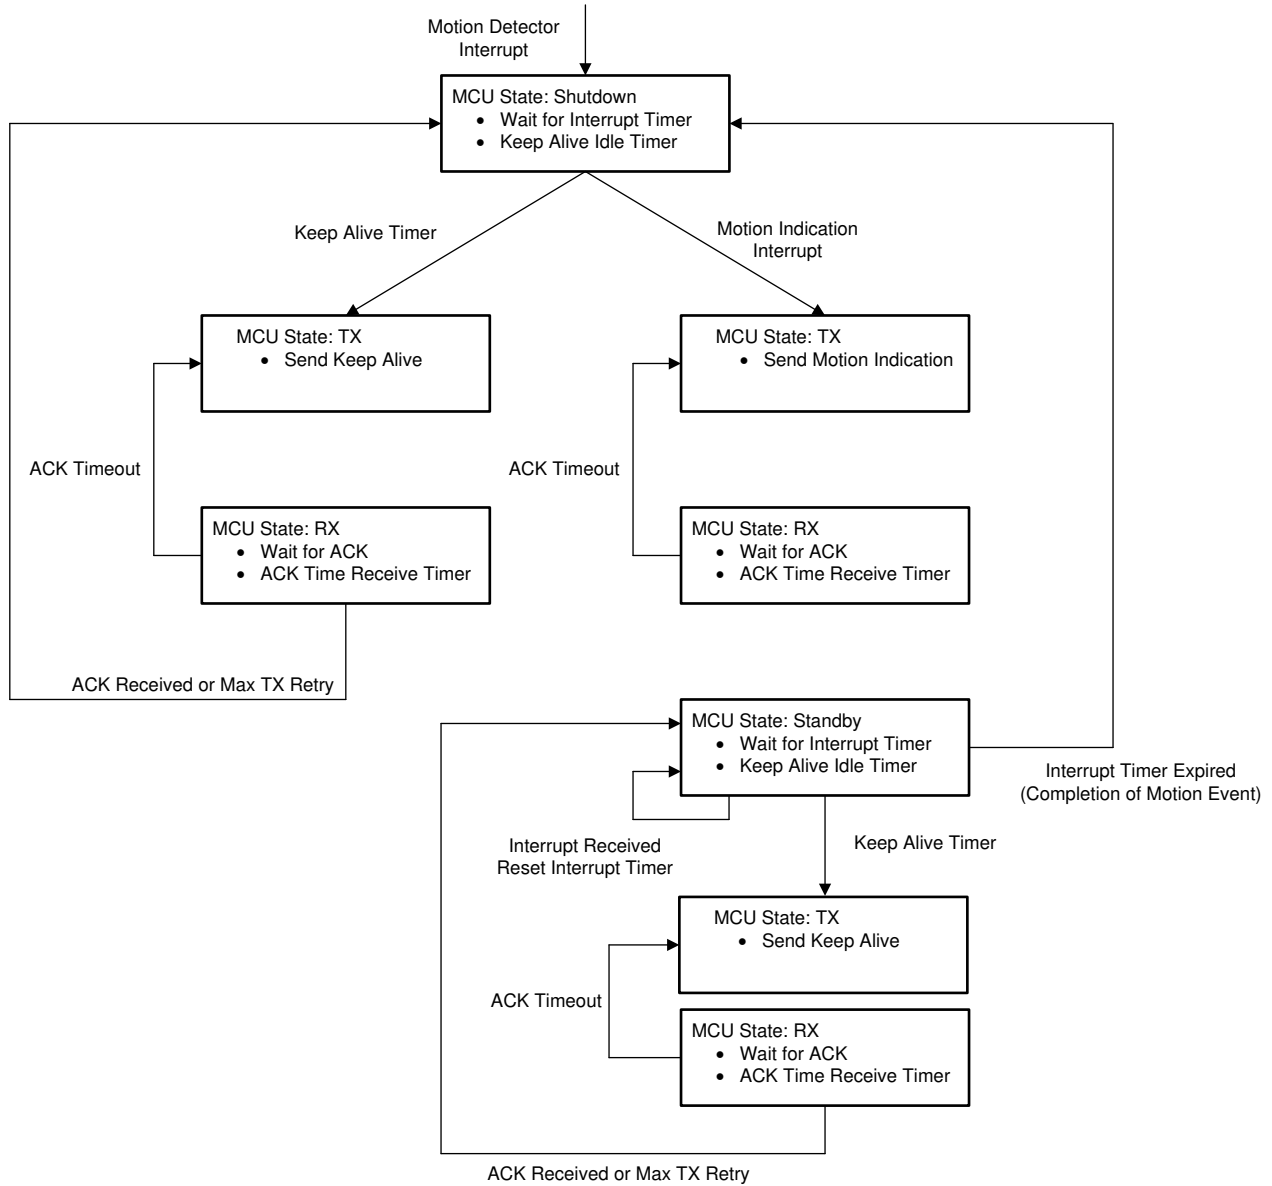 Motion Detector
Interrupt
MCU State: Shutdown
• Wait for Interrupt Timer
• Keep Alive Idle Timer
Keep Alive Timer
Motion Indication
Interrupt
MCU State: TX
• Send Keep Alive
MCU State: TX
• Send Motion Indication
ACK Timeout
ACK Timeout
MCU State: RX
• Wait for ACK
• ACK Time Receive Timer
MCU State: RX
• Wait for ACK
• ACK Time Receive Timer
ACK Received or Max TX Retry
MCU State: Standby
• Wait for Interrupt Timer
• Keep Alive Idle Timer
Interrupt Timer Expired
(Completion of Motion Event)
Interrupt Received
Reset Interrupt Timer
Keep Alive Timer
MCU State: TX
• Send Keep Alive
ACK Timeout
MCU State: RX
• Wait for ACK
• ACK Time Receive Timer
ACK Received or Max TX Retry